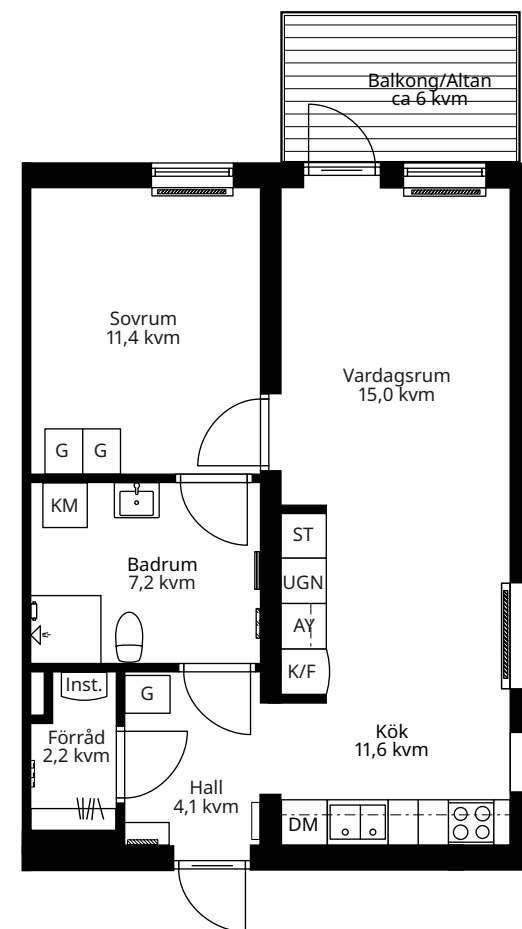 Balkong/Altan
ca 6 kvm
Sovrum
11,4 kvm
Vardagsrum
15,0 kvm
G
G
KM
ST
Badrum
7,2 kvm
UGN
AY
K/F
Inst.
G
Förråd
2,2 kvm
Kök
11,6 kvm
Hall
4,1 kvm
DM